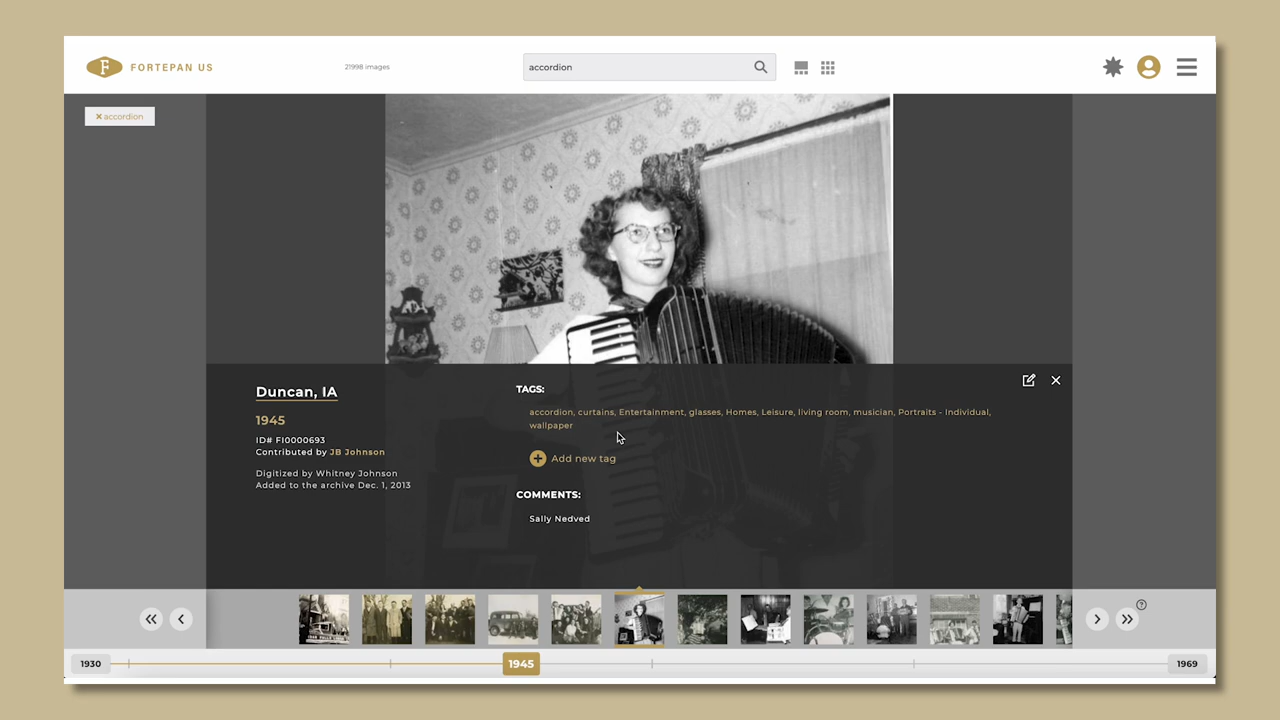 F FORTEPAN US
21998 images
accordion
× accordion
Duncan, IA
1945
ID# FI0000693
Contributed by JB Johnson
Digitized by Whitney Johnson
Added to the archive Dec. 1, 2013
TAGS:
accordion, curtains, Entertainment, glasses, Homes, Leisure, living room, musician, Portraits - Individual,
wallpaper
Add new tag
COMMENTS:
Sally Nedved
1930
1945
1969